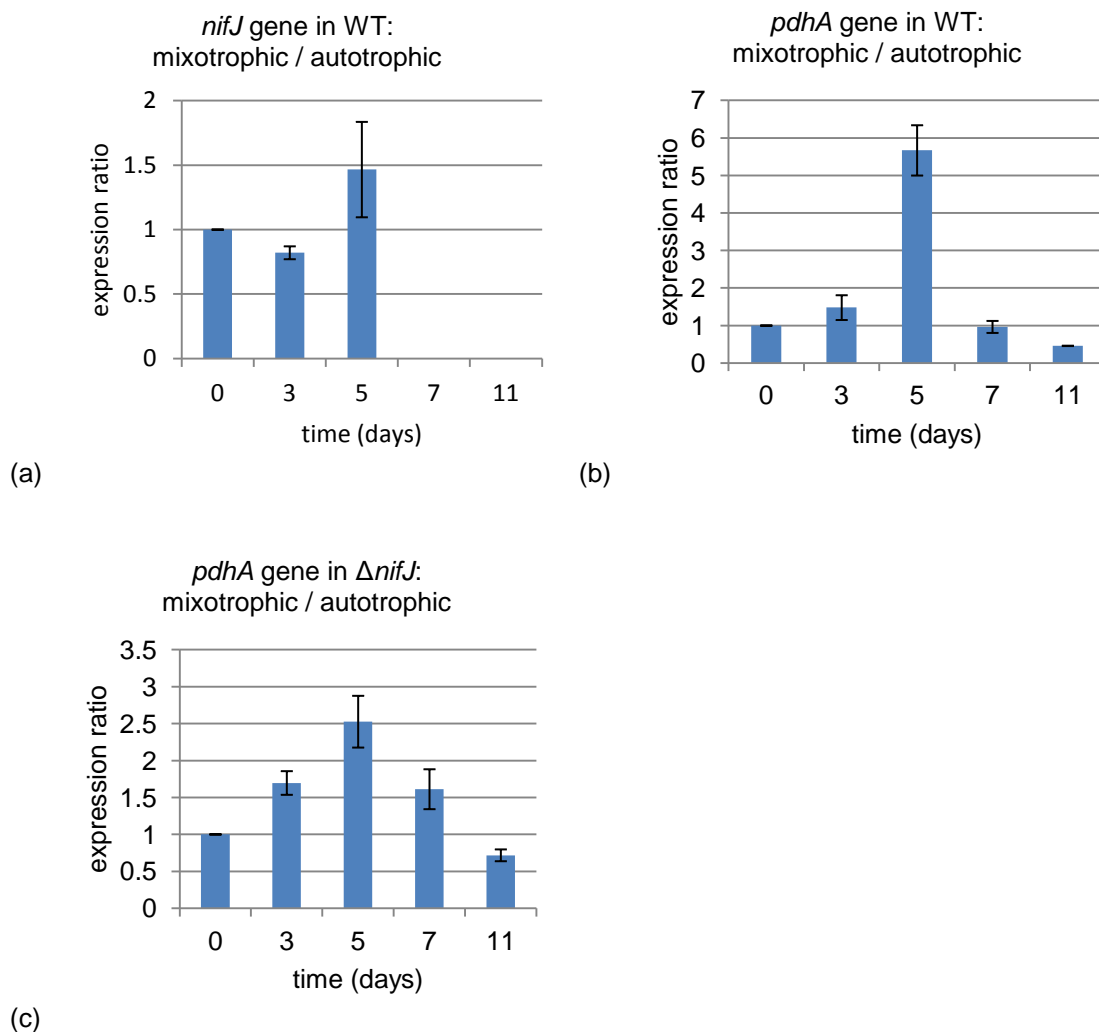 nifJ gene in WT:
mixotrophic / autotrophic
2
1.5
1
0.5
0
expression ratio
0 3 5 7 11
time (days)
(a)
pdhA gene in WT:
mixotrophic / autotrophic
7
6
5
4
3
2
1
0
expression ratio
0 3 5 7 11
time (days)
(b)
pdhA gene in ΔnifJ:
mixotrophic / autotrophic
3.5
3
2.5
2
1.5
1
0.5
0
expression ratio
0 3 5 7 11
time (days)
(c)